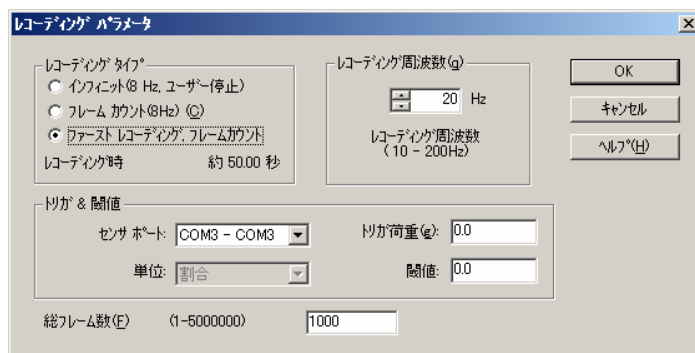 レコーディング パラメータ
レコーディング タイプ
インフィニット(8 Hz, ユーザー停止)
フレーム カウント(8Hz) (C)
ファースト レコーディング, フレームカウント
レコーディング時 約 50.00 秒
レコーディング周波数(q)
20 Hz
レコーディング周波数
(10 - 200Hz)
OK
キャンセル
ヘルプ(H)
トリガ & 閾値
センサ ポート: COM3 - COM3
トリガ荷重(g): 0.0
単位: 割合
閾値: 0.0
総フレーム数(F) (1-5000000) 1000